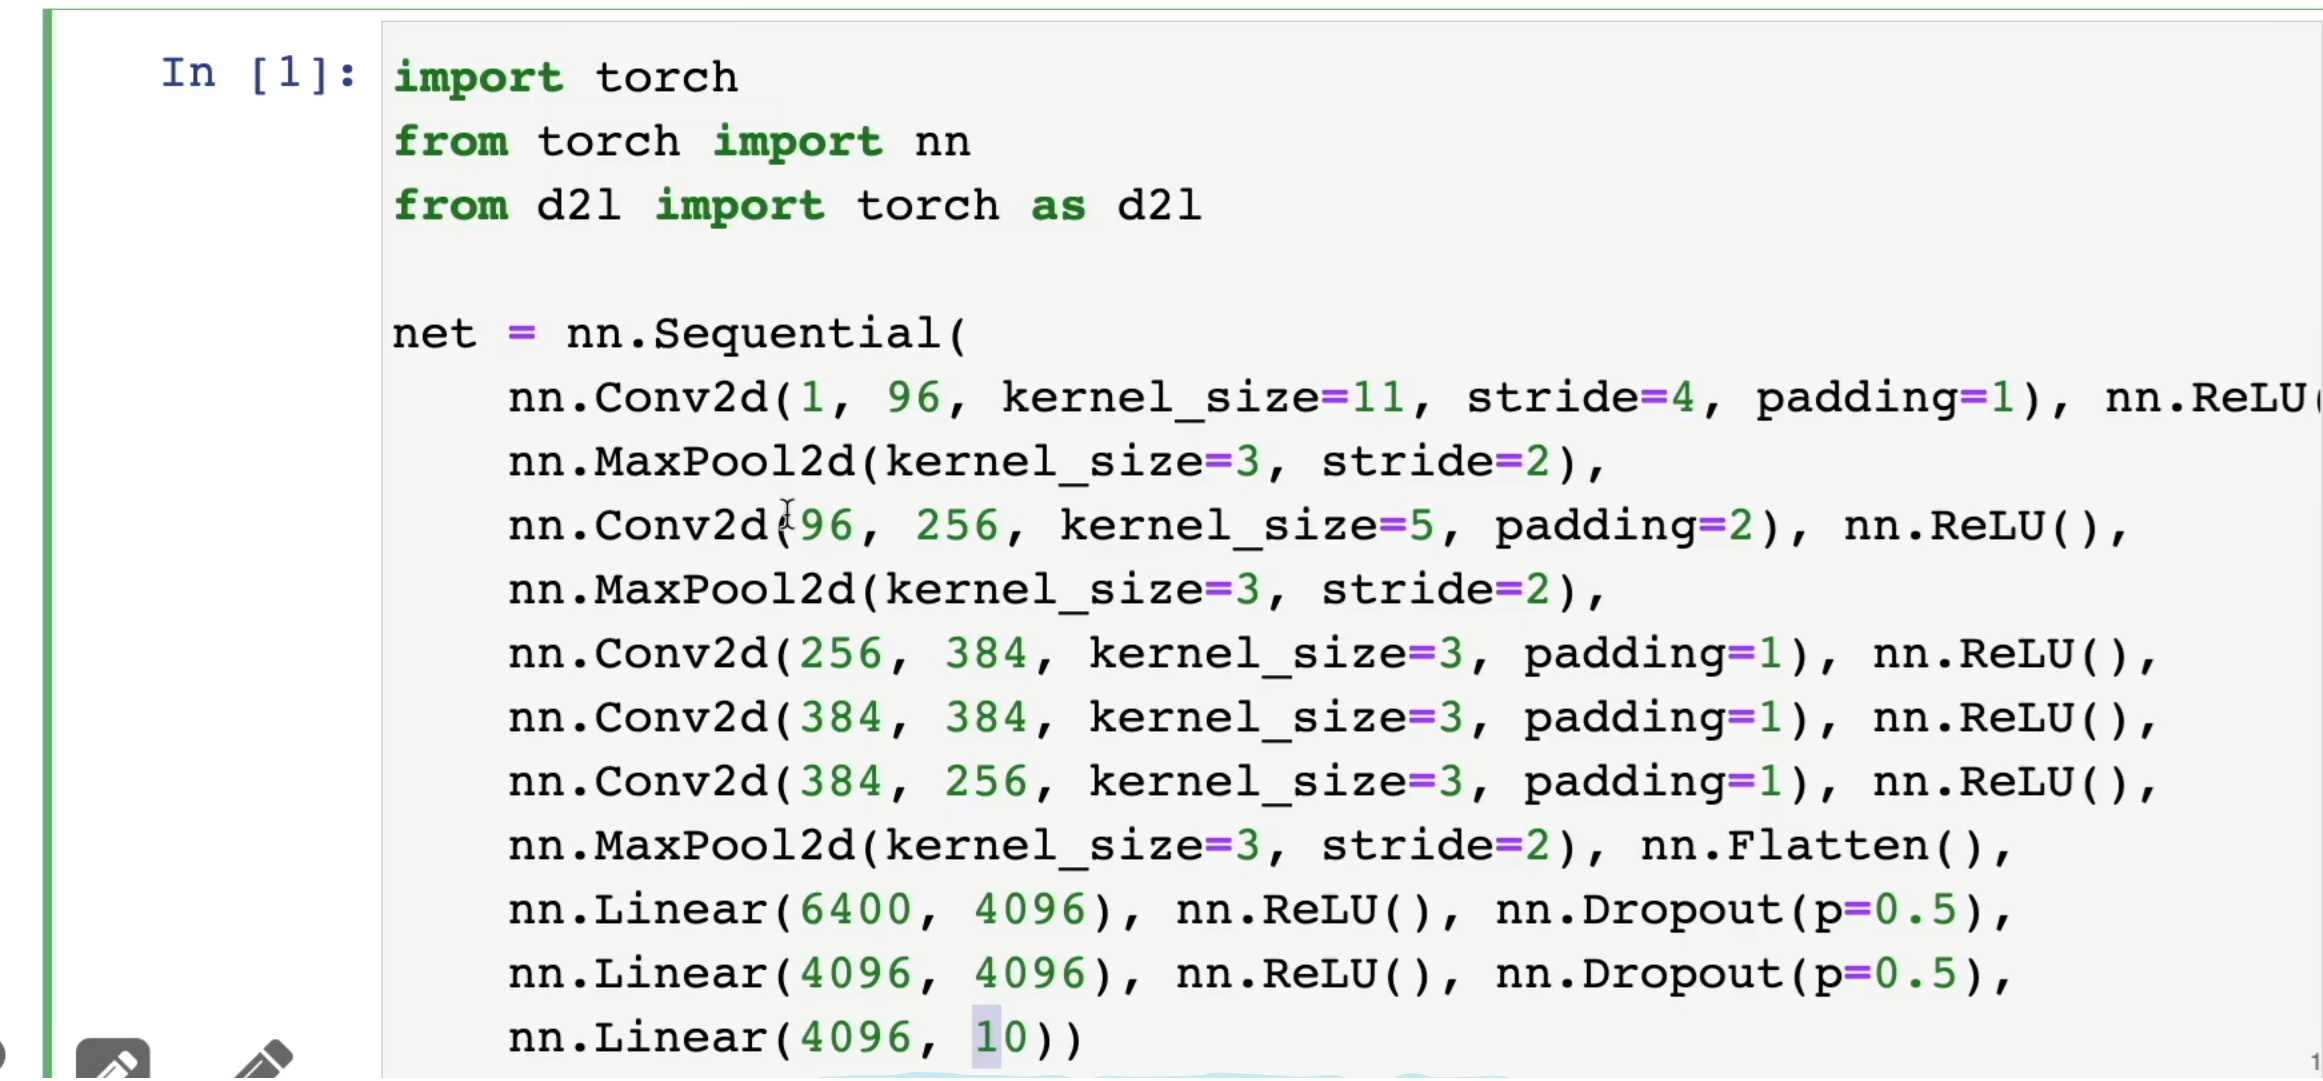 In [1]:
import torch
from torch import nn
from d2l import torch as d2l
net = nn.Sequential(
    nn.Conv2d(1, 96, kernel_size=11, stride=4, padding=1), nn.ReLU(
    nn.MaxPool2d(kernel_size=3, stride=2),
    nn.Conv2d(96, 256, kernel_size=5, padding=2), nn.ReLU(),
    nn.MaxPool2d(kernel_size=3, stride=2),
    nn.Conv2d(256, 384, kernel_size=3, padding=1), nn.ReLU(),
    nn.Conv2d(384, 384, kernel_size=3, padding=1), nn.ReLU(),
    nn.Conv2d(384, 256, kernel_size=3, padding=1), nn.ReLU(),
    nn.MaxPool2d(kernel_size=3, stride=2), nn.Flatten(),
    nn.Linear(6400, 4096), nn.ReLU(), nn.Dropout(p=0.5),
    nn.Linear(4096, 4096), nn.ReLU(), nn.Dropout(p=0.5),
    nn.Linear(4096, 10))
1